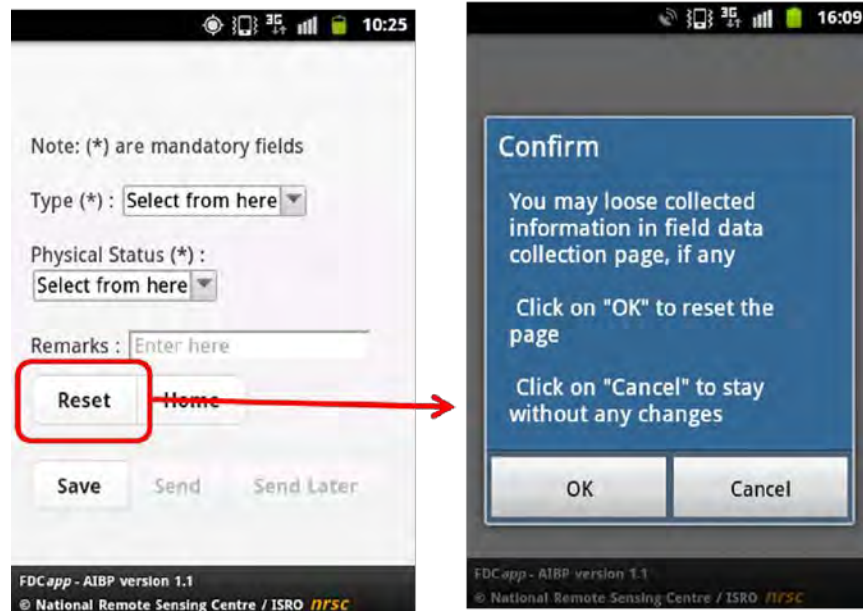 3G 10:25
Note: (*) are mandatory fields
Type (*) : Select from here
Physical Status (*) :
Select from here
Remarks : Enter here
Reset Home
Save Send Send Later
FDCapp - AIBP version 1.1
© National Remote Sensing Centre / ISRO nrsc
3G 16:09
Confirm
You may loose collected
information in field data
collection page, if any
Click on "OK" to reset the
page
Click on "Cancel" to stay
without any changes
OK Cancel
FDCapp - AIBP version 1.1
© National Remote Sensing Centre / ISRO nrsc